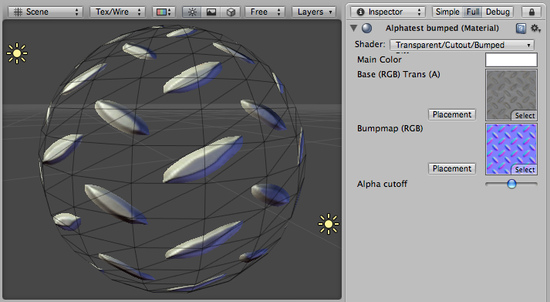 Scene
Tex/Wire
Free
Layers
Inspector
Simple
Full
Debug
Alphatest bumped (Material)
Shader:
Transparent/Cutout/Bumped
Main Color
Base (RGB) Trans (A)
Placement
Select
Bumpmap (RGB)
Placement
Select
Alpha cutoff